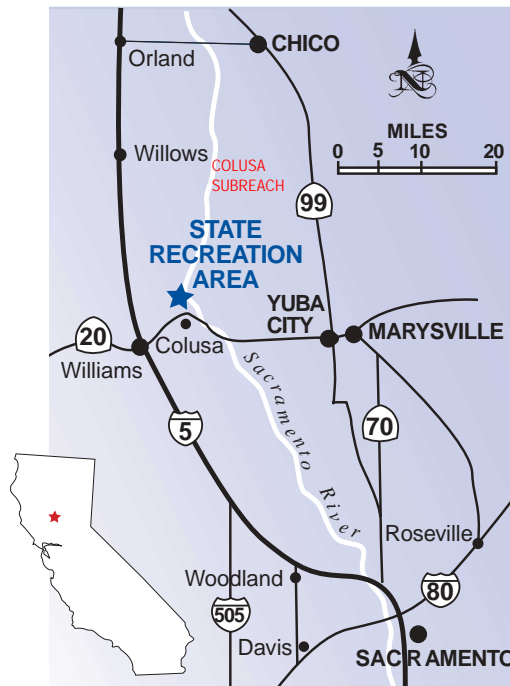 CHICO
Orland
N
MILES
0 5 10 20
Willows
COLUSA
SUBREACH
99
STATE
RECREATION
AREA
YUBA
CITY
MARYSVILLE
20
Colusa
Williams
Sacramento River
5
70
Roseville
Woodland
80
505
Davis
SACRAMENTO